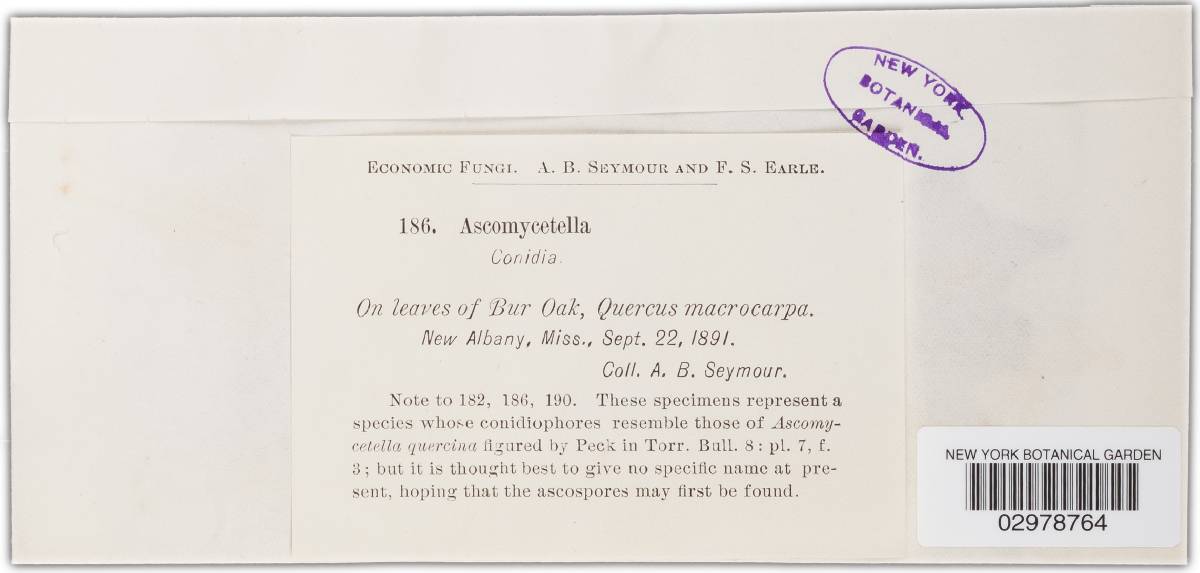 NEW YORK
BOTANICAL
GARDEN.
ECONOMIC FUNGI. A. B. SEYMOUR AND F. S. EARLE.
186. Ascomycetella
Conidia.
On leaves of Bur Oak, Quercus macrocarpa.
New Albany, Miss., Sept. 22, 1891.
Coll. A. B. Seymour.
Note to 182, 186, 190. These specimens represent a
species whose conidiophores resemble those of Ascomy-
cetella quercina figured by Peck in Torr. Bull. 8: pl. 7, f.
3; but it is thought best to give no specific name at pre-
sent, hoping that the ascospores may first be found.
NEW YORK BOTANICAL GARDEN
02978764